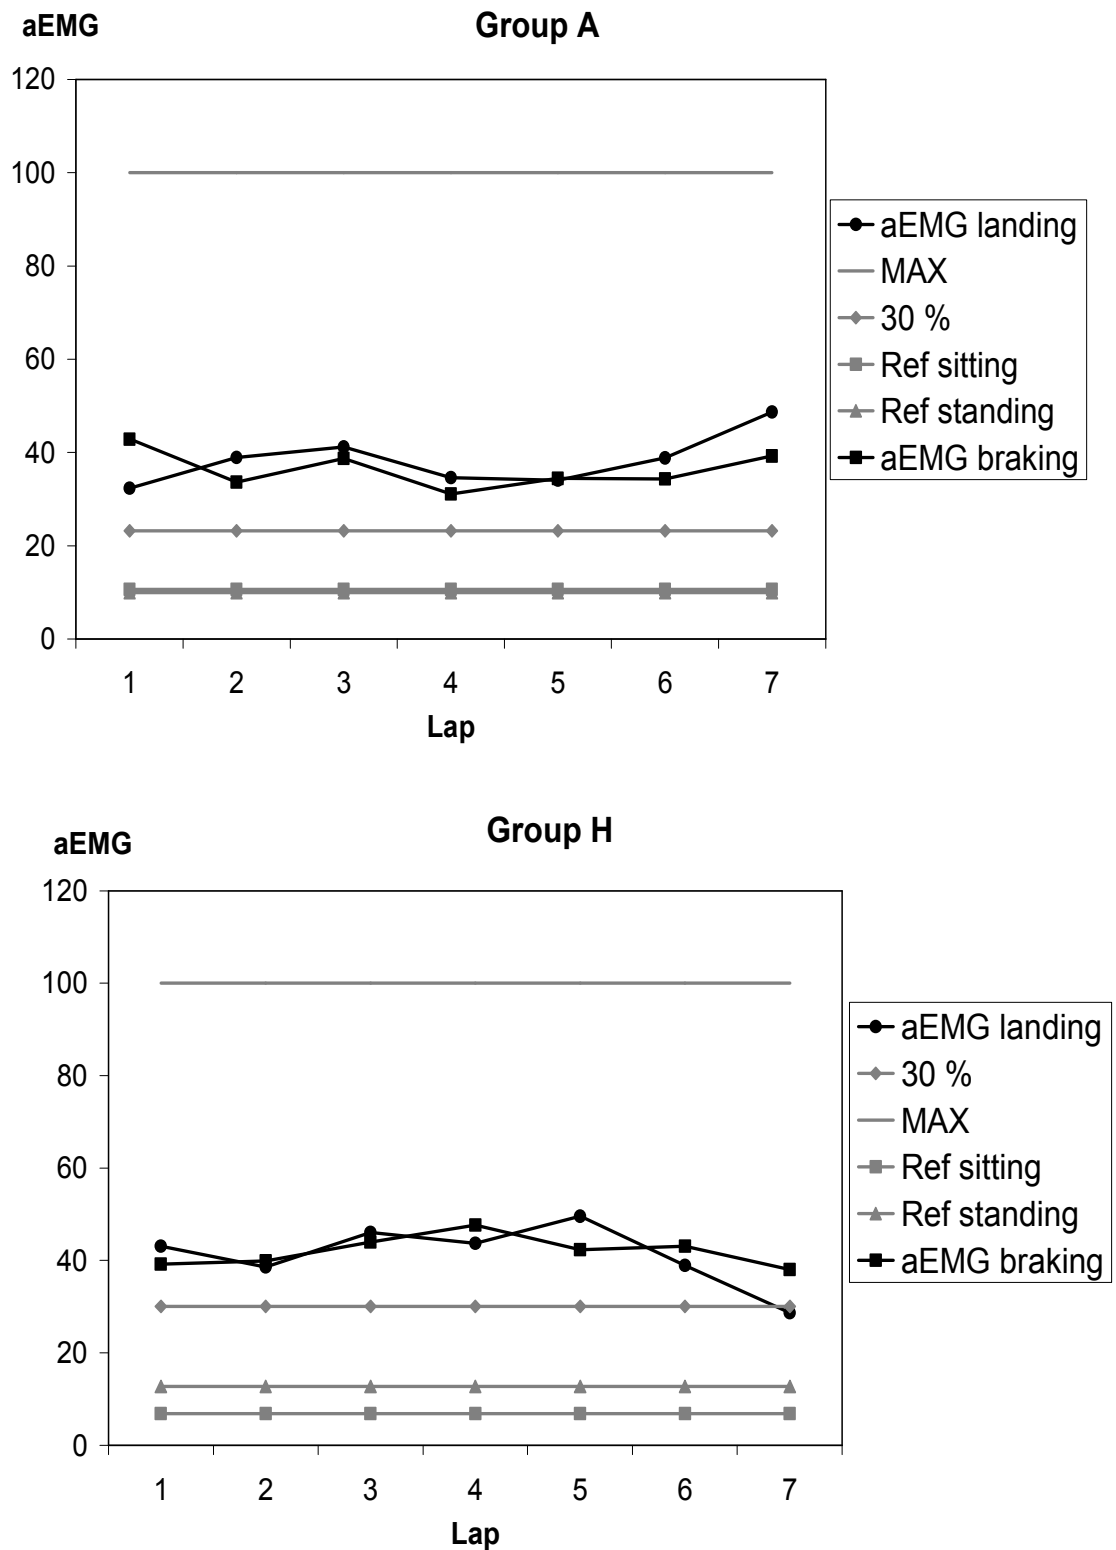 aEMG
Group A
120
100
80
60
40
20
0
1 2 3 4 5 6 7
Lap
aEMG landing
MAX
30 %
Ref sitting
Ref standing
aEMG braking
aEMG
Group H
120
100
80
60
40
20
0
1 2 3 4 5 6 7
Lap
aEMG landing
30 %
MAX
Ref sitting
Ref standing
aEMG braking